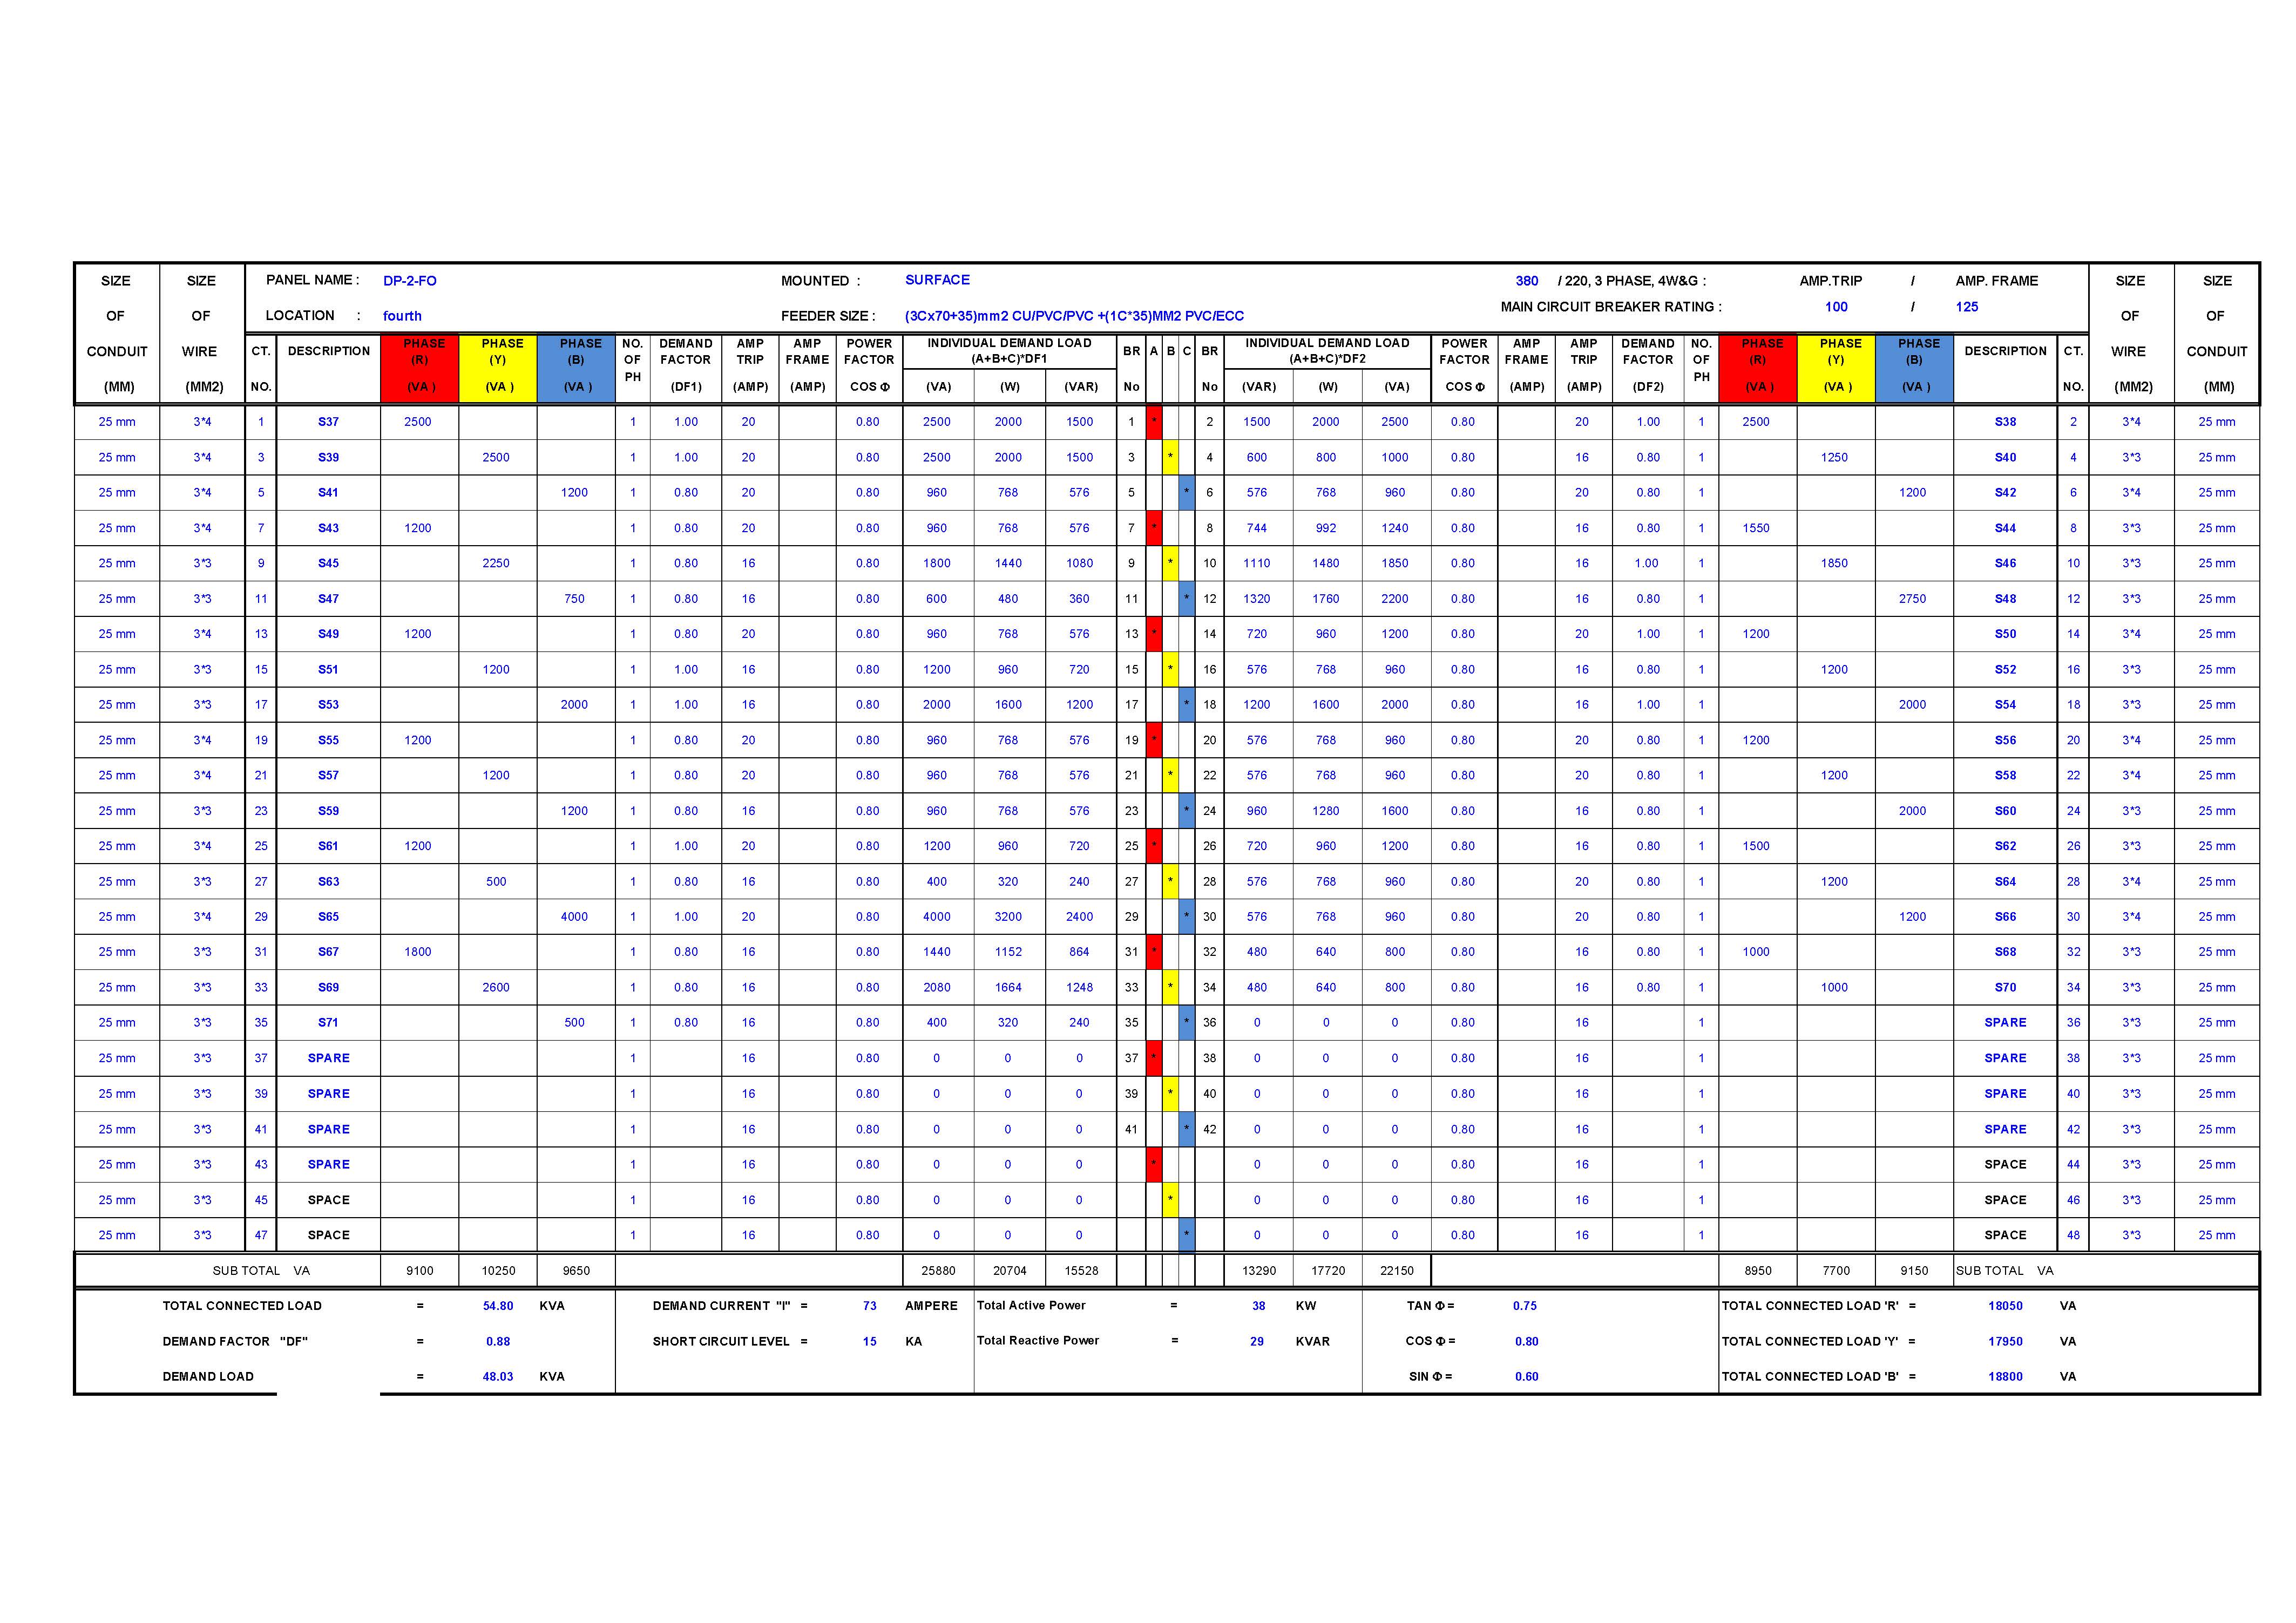 SIZE OF CONDUIT (MM) SIZE OF WIRE (MM2) PANEL NAME : DP-2-FO MOUNTED : SURFACE 380 / 220, 3 PHASE, 4W&G : AMP.TRIP / AMP. FRAME SIZE OF WIRE (MM2) SIZE OF CONDUIT (MM)
LOCATION : fourth FEEDER SIZE : (3Cx70+35)mm2 CU/PVC/PVC +(1C*35)MM2 PVC/ECC MAIN CIRCUIT BREAKER RATING : 100 / 125
CT. NO. DESCRIPTION PHASE (R) (VA ) PHASE (Y) (VA ) PHASE (B) (VA ) NO. OF PH DEMAND FACTOR (DF1) AMP TRIP (AMP) AMP FRAME (AMP) POWER FACTOR COS Φ INDIVIDUAL DEMAND LOAD (A+B+C)*DF1 (VA) (W) (VAR) BR No A B C BR No INDIVIDUAL DEMAND LOAD (A+B+C)*DF2 (VAR) (W) (VA) POWER FACTOR COS Φ AMP FRAME (AMP) AMP TRIP (AMP) DEMAND FACTOR (DF2) NO. OF PH PHASE (R) (VA ) PHASE (Y) (VA ) PHASE (B) (VA ) DESCRIPTION CT. NO.
25 mm 3*4 1 S37 2500 1 1.00 20 0.80 2500 2000 1500 1 * 2 1500 2000 2500 0.80 20 1.00 1 2500 S38 2 3*4 25 mm
25 mm 3*4 3 S39 2500 1 1.00 20 0.80 2500 2000 1500 3 * 4 600 800 1000 0.80 16 0.80 1 1250 S40 4 3*3 25 mm
25 mm 3*4 5 S41 1200 1 0.80 20 0.80 960 768 576 5 * 6 576 768 960 0.80 20 0.80 1 1200 S42 6 3*4 25 mm
25 mm 3*4 7 S43 1200 1 0.80 20 0.80 960 768 576 7 * 8 744 992 1240 0.80 16 0.80 1 1550 S44 8 3*3 25 mm
25 mm 3*3 9 S45 2250 1 0.80 16 0.80 1800 1440 1080 9 * 10 1110 1480 1850 0.80 16 1.00 1 1850 S46 10 3*3 25 mm
25 mm 3*3 11 S47 750 1 0.80 16 0.80 600 480 360 11 * 12 1320 1760 2200 0.80 16 0.80 1 2750 S48 12 3*3 25 mm
25 mm 3*4 13 S49 1200 1 0.80 20 0.80 960 768 576 13 * 14 720 960 1200 0.80 20 1.00 1 1200 S50 14 3*4 25 mm
25 mm 3*3 15 S51 1200 1 1.00 16 0.80 1200 960 720 15 * 16 576 768 960 0.80 16 0.80 1 1200 S52 16 3*3 25 mm
25 mm 3*3 17 S53 2000 1 1.00 16 0.80 2000 1600 1200 17 * 18 1200 1600 2000 0.80 16 1.00 1 2000 S54 18 3*3 25 mm
25 mm 3*4 19 S55 1200 1 0.80 20 0.80 960 768 576 19 * 20 576 768 960 0.80 20 0.80 1 1200 S56 20 3*4 25 mm
25 mm 3*4 21 S57 1200 1 0.80 20 0.80 960 768 576 21 * 22 576 768 960 0.80 20 0.80 1 1200 S58 22 3*4 25 mm
25 mm 3*3 23 S59 1200 1 0.80 16 0.80 960 768 576 23 * 24 960 1280 1600 0.80 16 0.80 1 2000 S60 24 3*3 25 mm
25 mm 3*4 25 S61 1200 1 1.00 20 0.80 1200 960 720 25 * 26 720 960 1200 0.80 16 0.80 1 1500 S62 26 3*3 25 mm
25 mm 3*3 27 S63 500 1 0.80 16 0.80 400 320 240 27 * 28 576 768 960 0.80 20 0.80 1 1200 S64 28 3*4 25 mm
25 mm 3*4 29 S65 4000 1 1.00 20 0.80 4000 3200 2400 29 * 30 576 768 960 0.80 20 0.80 1 1200 S66 30 3*4 25 mm
25 mm 3*3 31 S67 1800 1 0.80 16 0.80 1440 1152 864 31 * 32 480 640 800 0.80 16 0.80 1 1000 S68 32 3*3 25 mm
25 mm 3*3 33 S69 2600 1 0.80 16 0.80 2080 1664 1248 33 * 34 480 640 800 0.80 16 0.80 1 1000 S70 34 3*3 25 mm
25 mm 3*3 35 S71 500 1 0.80 16 0.80 400 320 240 35 * 36 0 0 0 0.80 16 1 SPARE 36 3*3 25 mm
25 mm 3*3 37 SPARE 1 16 0.80 0 0 0 37 * 38 0 0 0 0.80 16 1 SPARE 38 3*3 25 mm
25 mm 3*3 39 SPARE 1 16 0.80 0 0 0 39 * 40 0 0 0 0.80 16 1 SPARE 40 3*3 25 mm
25 mm 3*3 41 SPARE 1 16 0.80 0 0 0 41 * 42 0 0 0 0.80 16 1 SPARE 42 3*3 25 mm
25 mm 3*3 43 SPARE 1 16 0.80 0 0 0 * 0 0 0 0.80 16 1 SPACE 44 3*3 25 mm
25 mm 3*3 45 SPACE 1 16 0.80 0 0 0 * 0 0 0 0.80 16 1 SPACE 46 3*3 25 mm
25 mm 3*3 47 SPACE 1 16 0.80 0 0 0 * 0 0 0 0.80 16 1 SPACE 48 3*3 25 mm
SUB TOTAL VA 9100 10250 9650 25880 20704 15528 13290 17720 22150 8950 7700 9150 SUB TOTAL VA
TOTAL CONNECTED LOAD = 54.80 KVA DEMAND CURRENT "I" = 73 AMPERE Total Active Power = 38 KW TAN Φ = 0.75 TOTAL CONNECTED LOAD 'R' = 18050 VA
DEMAND FACTOR "DF" = 0.88 SHORT CIRCUIT LEVEL = 15 KA Total Reactive Power = 29 KVAR COS Φ = 0.80 TOTAL CONNECTED LOAD 'Y' = 17950 VA
DEMAND LOAD = 48.03 KVA SIN Φ = 0.60 TOTAL CONNECTED LOAD 'B' = 18800 VA